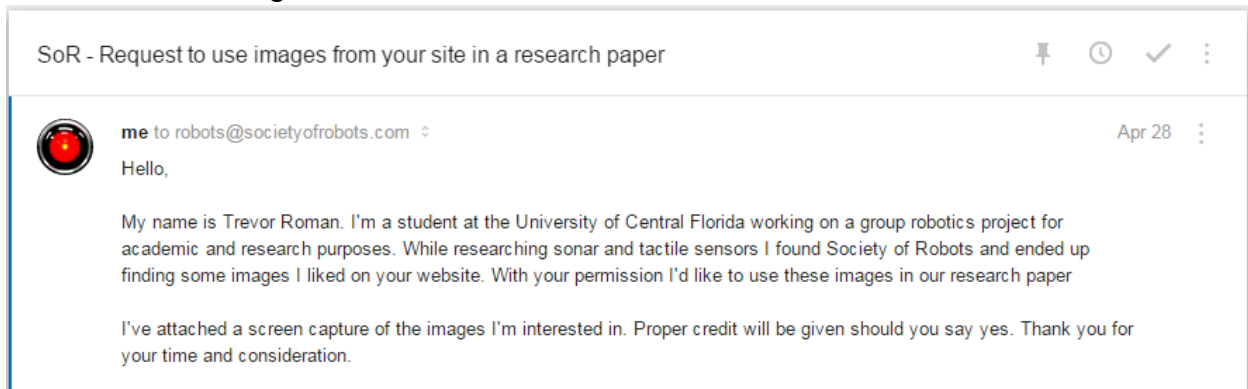 SoR - Request to use images from your site in a research paper
me to robots@societyofrobots.com
Apr 28
Hello,
My name is Trevor Roman. I'm a student at the University of Central Florida working on a group robotics project for
academic and research purposes. While researching sonar and tactile sensors I found Society of Robots and ended up
finding some images I liked on your website. With your permission I'd like to use these images in our research paper
I've attached a screen capture of the images I'm interested in. Proper credit will be given should you say yes. Thank you for
your time and consideration.